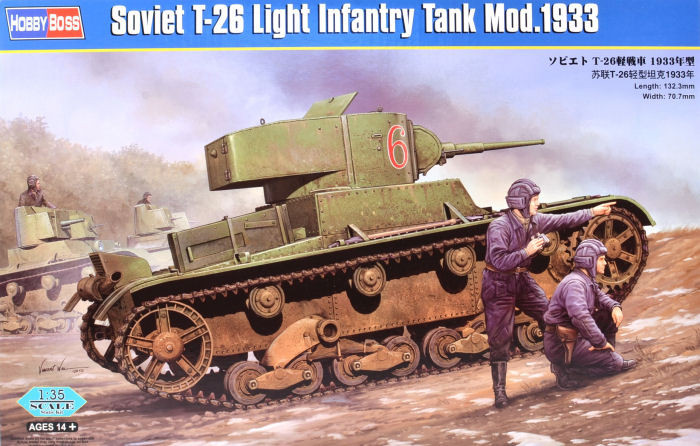 HOBBY BOSS
Soviet T-26 Light Infantry Tank Mod.1933
ソビエト T-26軽戦車 1933年型
苏联T-26轻型坦克1933年
Length: 132.3mm
Width: 70.7mm
6
1:35
SCALE
AGES 14+